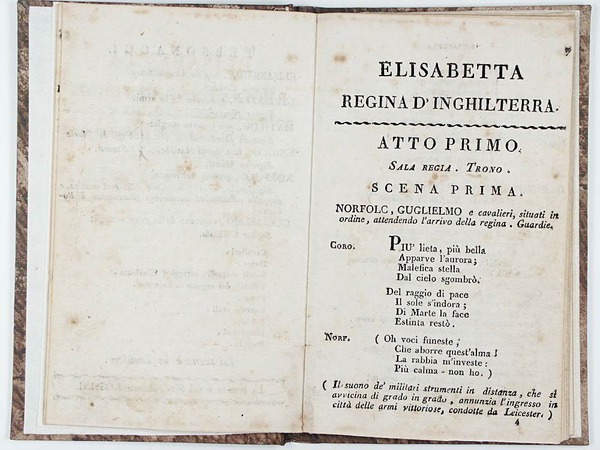 ELISABETTA
REGINA D' INGHILTERRA.
ATTO PRIMO.
SALA REGIA. TRONO.
SCENA PRIMA.
NORFOLC, GUGLIELMO e cavalieri, situati in
ordine, attendendo l'arrivo della regina. Guardie.
CORO. PIU' lieta, più bella
Apparve l'aurora;
Malefica stella
Dal cielo sgombrò.
Del raggio di pace
Il sole s'indora;
Di Marte la face
Estinta restò.
NORF. ( Oh voci funeste,
Che aborre quest'alma!
La rabbia m'investe:
Più calma - non ho. )
( Il suono de' militari strumenti in distanza, che si
avvicina di grado in grado, annunzia l'ingresso in
città delle armi vittoriose, condotte da Leicester. )
4